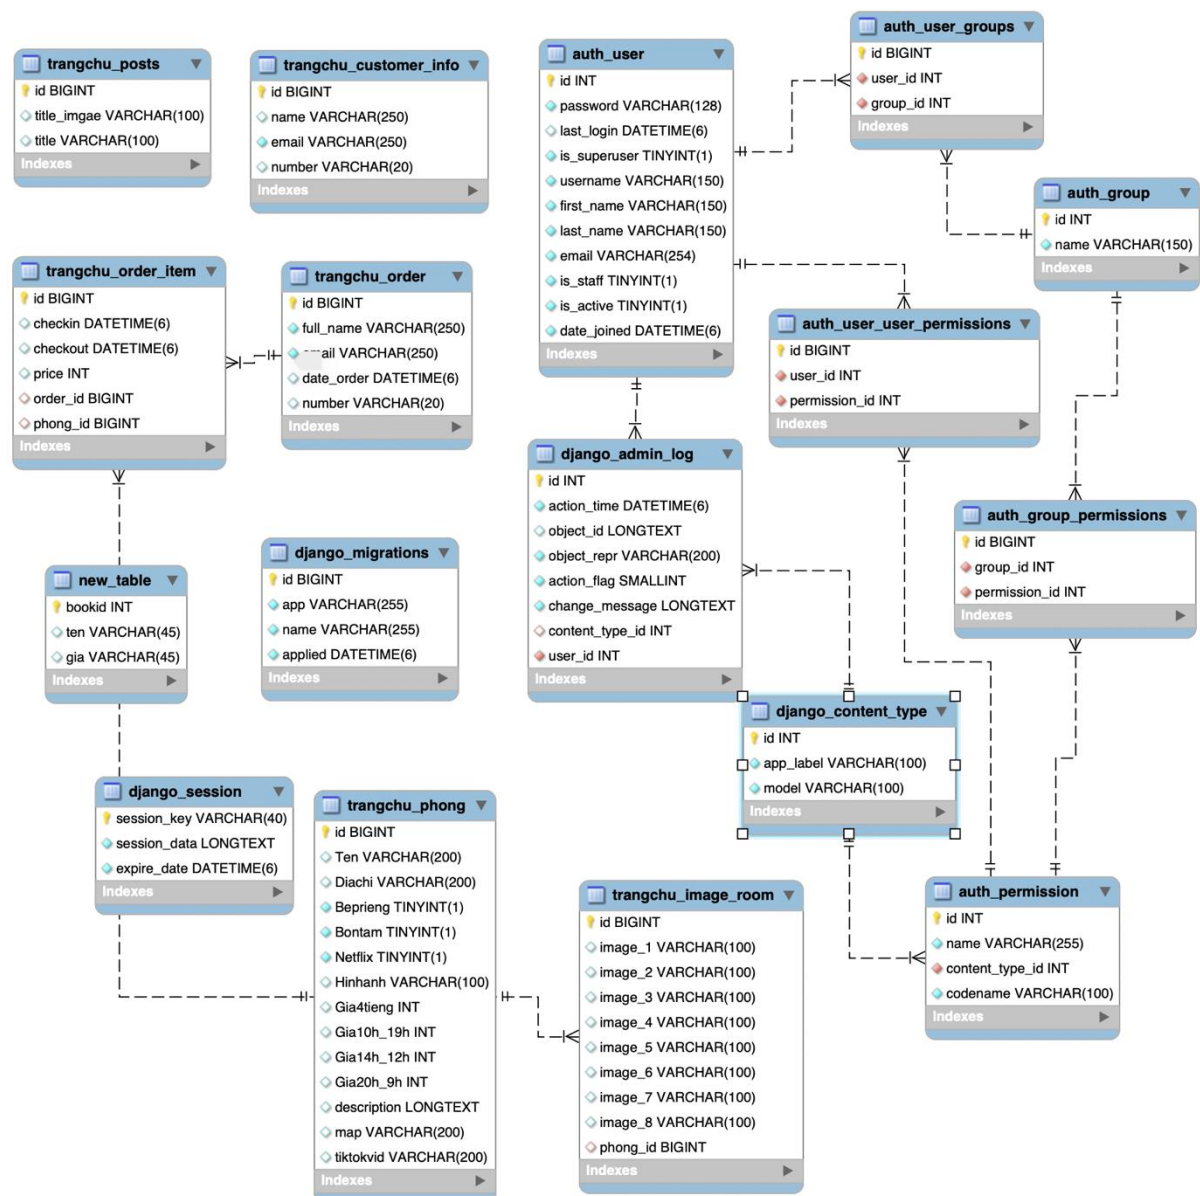 trangchu_posts
id BIGINT
title_imgae VARCHAR(100)
title VARCHAR(100)
Indexes
trangchu_customer_info
id BIGINT
name VARCHAR(250)
email VARCHAR(250)
number VARCHAR(20)
Indexes
auth_user
id INT
password VARCHAR(128)
last_login DATETIME(6)
is_superuser TINYINT(1)
username VARCHAR(150)
first_name VARCHAR(150)
last_name VARCHAR(150)
email VARCHAR(254)
is_staff TINYINT(1)
is_active TINYINT(1)
date_joined DATETIME(6)
Indexes
auth_user_groups
id BIGINT
user_id INT
group_id INT
Indexes
auth_group
id INT
name VARCHAR(150)
Indexes
trangchu_order_item
id BIGINT
checkin DATETIME(6)
checkout DATETIME(6)
price INT
order_id BIGINT
phong_id BIGINT
Indexes
trangchu_order
id BIGINT
full_name VARCHAR(250)
VARCHAR(250)
date_order DATETIME(6)
number VARCHAR(20)
Indexes
auth_user_user_permissions
id BIGINT
user_id INT
permission_id INT
Indexes
django_admin_log
id INT
action_time DATETIME(6)
object_id LONGTEXT
object_repr VARCHAR(200)
action_flag SMALLINT
change_message LONGTEXT
content_type_id INT
user_id INT
Indexes
auth_group_permissions
id BIGINT
group_id INT
permission_id INT
Indexes
new_table
bookid INT
ten VARCHAR(45)
gia VARCHAR(45)
Indexes
django_migrations
id BIGINT
app VARCHAR(255)
name VARCHAR(255)
applied DATETIME(6)
Indexes
django_content_type
id INT
app_label VARCHAR(100)
model VARCHAR(100)
Indexes
django_session
session_key VARCHAR(40)
session_data LONGTEXT
expire_date DATETIME(6)
Indexes
trangchu_phong
id BIGINT
Ten VARCHAR(200)
Diachi VARCHAR(200)
Beprieng TINYINT(1)
Bontam TINYINT(1)
Netflix TINYINT(1)
Hinhanh VARCHAR(100)
Gia4tieng INT
Gia10h_19h INT
Gia14h_12h INT
Gia20h_9h INT
description LONGTEXT
map VARCHAR(200)
tiktokvid VARCHAR(200)
Indexes
trangchu_image_room
id BIGINT
image_1 VARCHAR(100)
image_2 VARCHAR(100)
image_3 VARCHAR(100)
image_4 VARCHAR(100)
image_5 VARCHAR(100)
image_6 VARCHAR(100)
image_7 VARCHAR(100)
image_8 VARCHAR(100)
phong_id BIGINT
Indexes
auth_permission
id INT
name VARCHAR(255)
content_type_id INT
codename VARCHAR(100)
Indexes